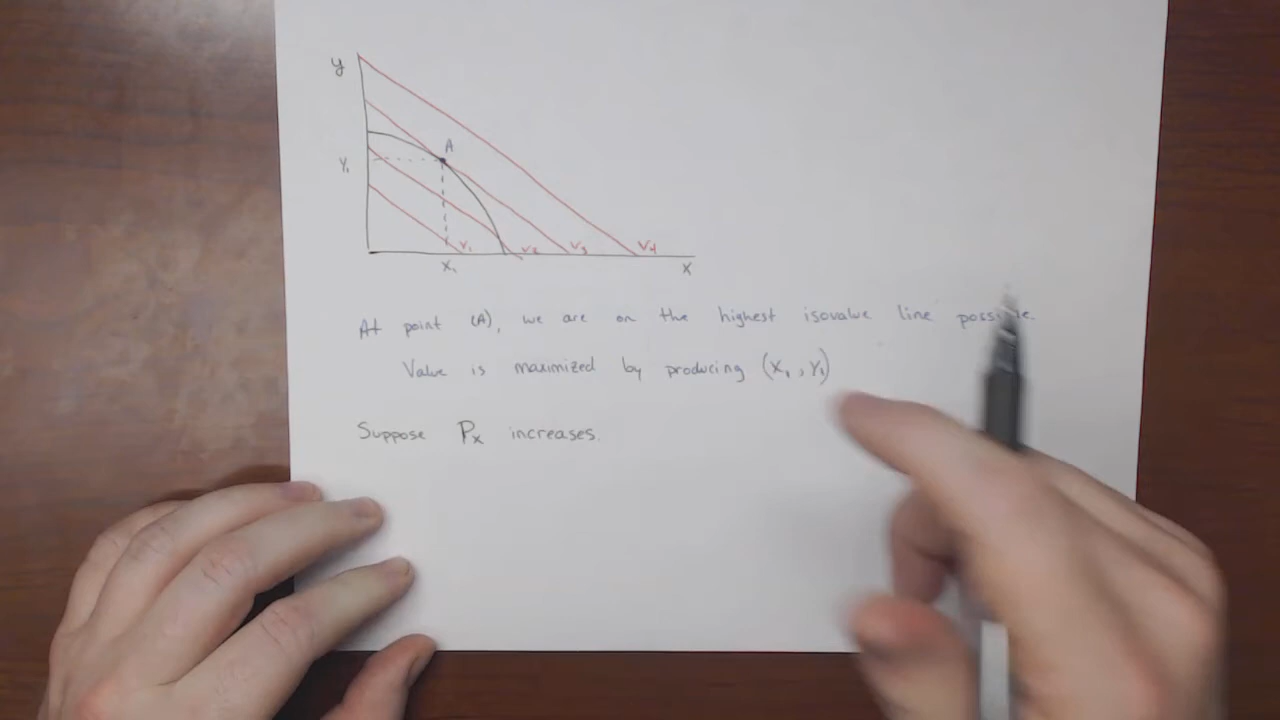 y
A
Y₁
V₁ V₂ V₃ V₄
X₁
X
At point (A), we are on the highest isovalue line
Value is maximized by producing (X₁, Y₁)
Suppose Pₓ increases.